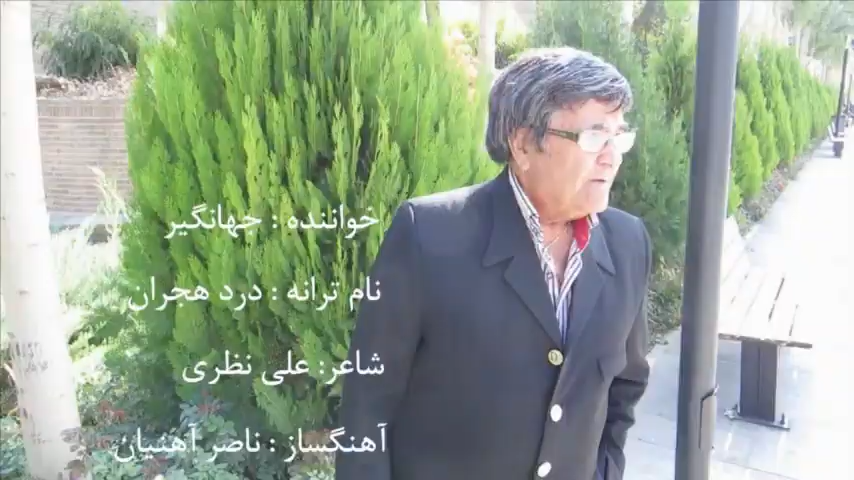 خواننده : جهانگیر
نام ترانه : درد هجران
شاعر: علی نظری
آهنگساز : ناصر آهنیان